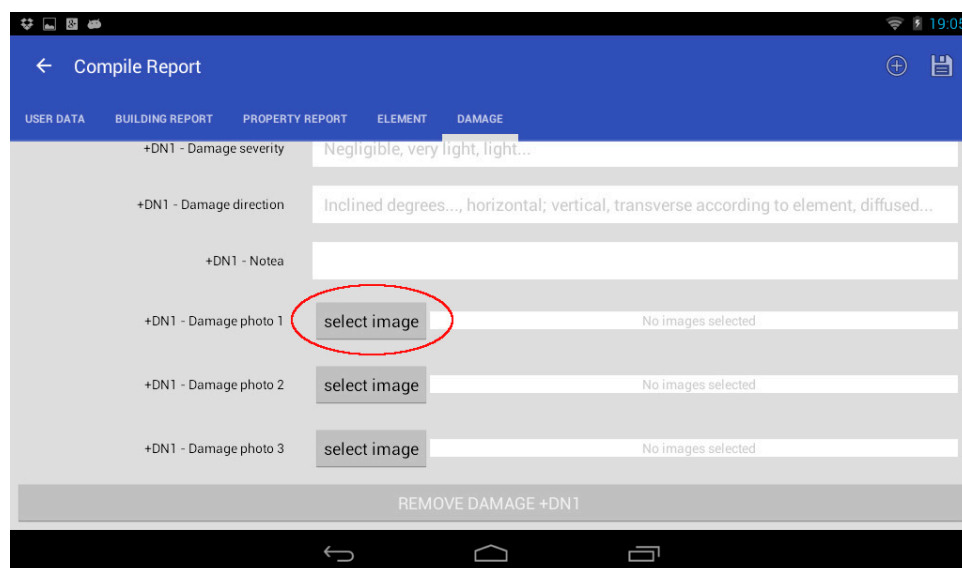 19:05
Compile Report
USER DATA BUILDING REPORT PROPERTY REPORT ELEMENT DAMAGE
+DN1 - Damage severity Negligible, very light, light...
+DN1 - Damage direction Inclined degrees..., horizontal; vertical, transverse according to element, diffused...
+DN1 - Notea
+DN1 - Damage photo 1 select image No images selected
+DN1 - Damage photo 2 select image No images selected
+DN1 - Damage photo 3 select image No images selected
REMOVE DAMAGE +DN1